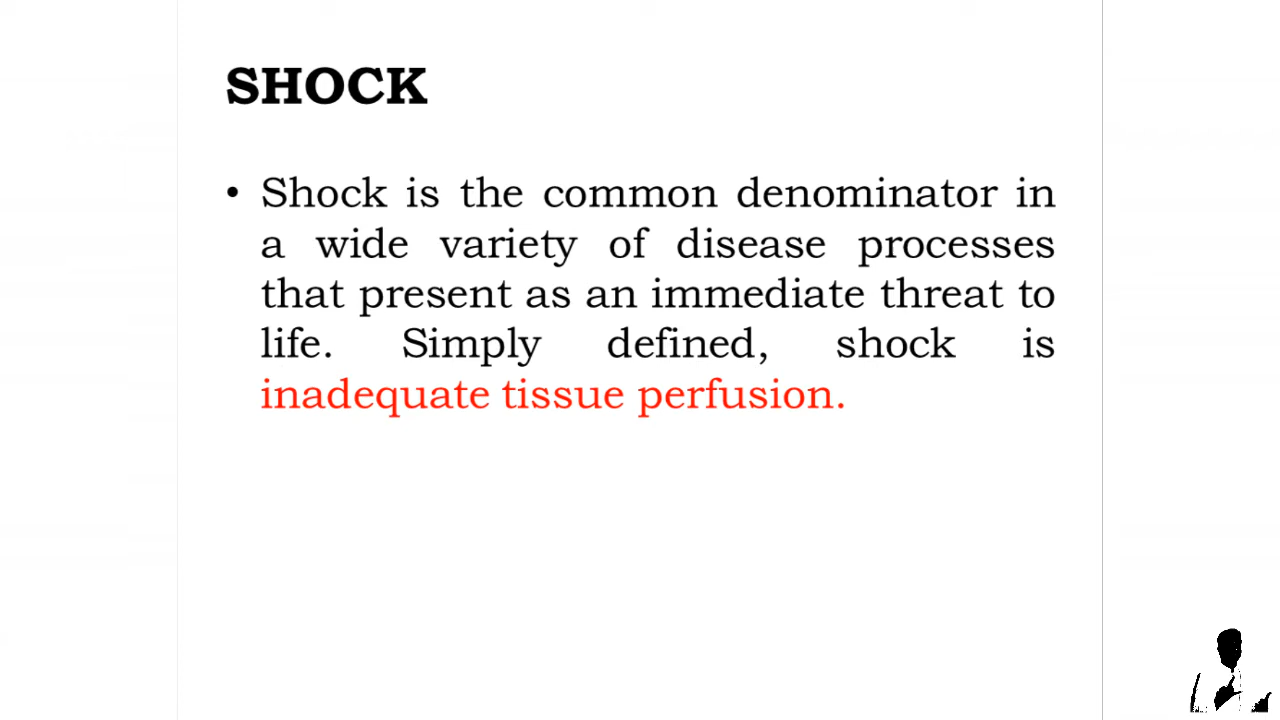 SHOCK
• Shock is the common denominator in
a wide variety of disease processes
that present as an immediate threat to
life. Simply defined, shock is
inadequate tissue perfusion.